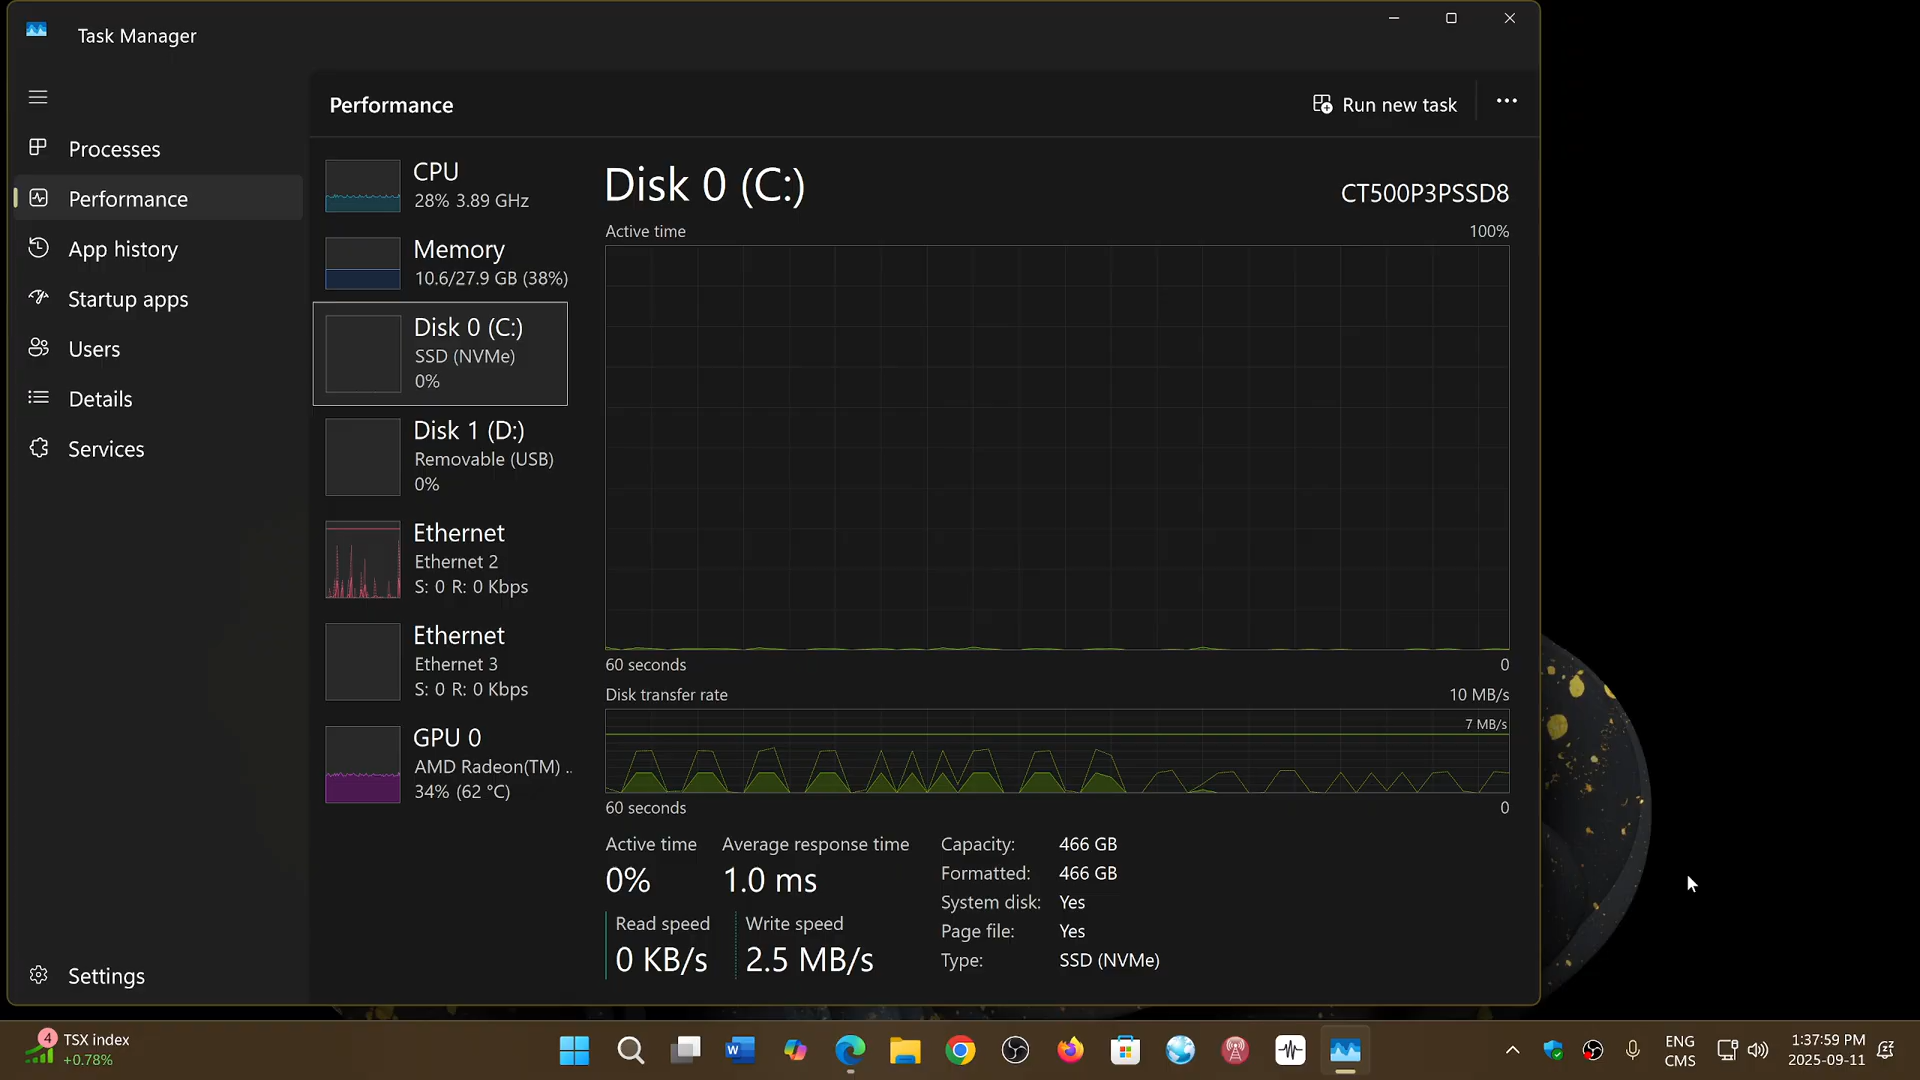 Task Manager
Performance
Run new task
Processes
Performance
App history
Startup apps
Users
Details
Services
Settings
CPU
28% 3.89 GHz
Memory
10.6/27.9 GB (38%)
Disk 0 (C:)
SSD (NVMe)
0%
Disk 1 (D:)
Removable (USB)
0%
Ethernet
Ethernet 2
S: 0 R: 0 Kbps
Ethernet
Ethernet 3
S: 0 R: 0 Kbps
GPU 0
AMD Radeon(TM) ..
34% (62 °C)
Disk 0 (C:)
CT500P3PSSD8
Active time
100%
60 seconds
0
Disk transfer rate
10 MB/s
7 MB/s
60 seconds
0
Active time
0%
Average response time
1.0 ms
Read speed
0 KB/s
Write speed
2.5 MB/s
Capacity: 466 GB
Formatted: 466 GB
System disk: Yes
Page file: Yes
Type: SSD (NVMe)
4
TSX index
+0.78%
W
ENG
CMS
1:37:59 PM
2025-09-11